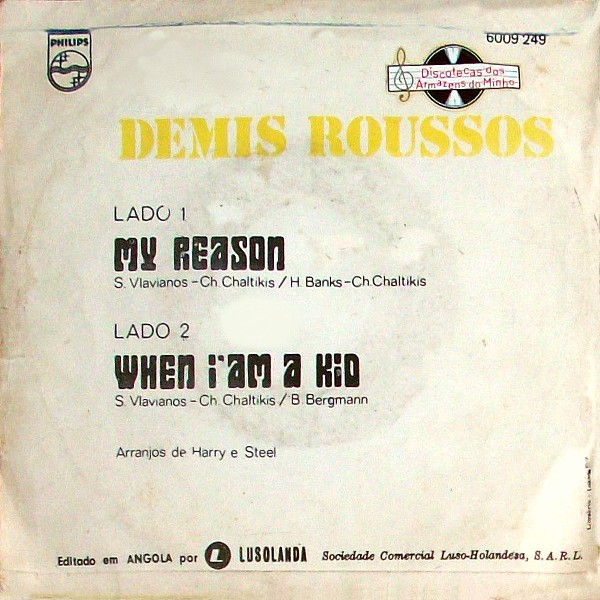 PHILIPS
6009 249
Discotecas dos
Armazens do Minho
DEMIS ROUSSOS
LADO 1
MY REASON
S. Vlavianos - Ch. Chaltikis / H. Banks - Ch. Chaltikis
LADO 2
WHEN I'AM A KID
S. Vlavianos - Ch. Chaltikis / B. Bergmann
Arranjos de Harry e Steel
Editado em ANGOLA por L LUSOLANDA Sociedade Comercial Luso-Holandesa, S. A. R. L.